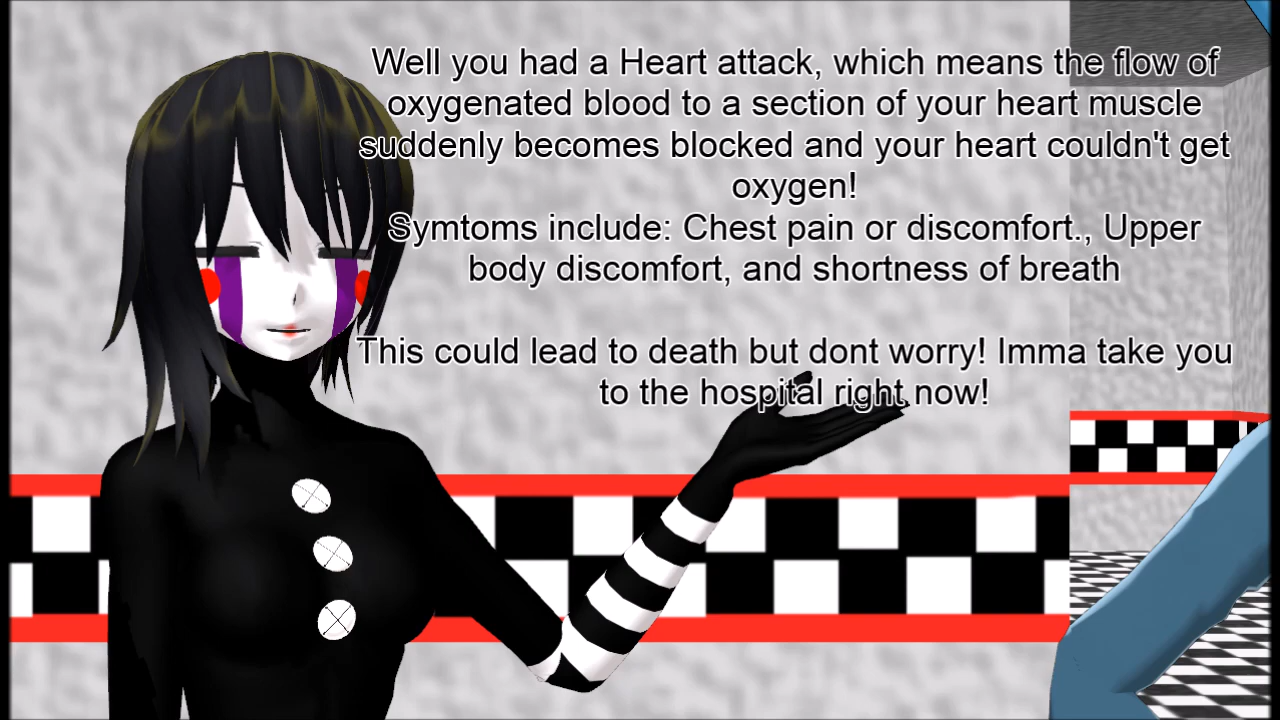 Well you had a Heart attack, which means the flow of
oxygenated blood to a section of your heart muscle
suddenly becomes blocked and your heart couldn't get
oxygen!
Symtoms include: Chest pain or discomfort., Upper
body discomfort, and shortness of breath
This could lead to death but dont worry! Imma take you
to the hospital right now!